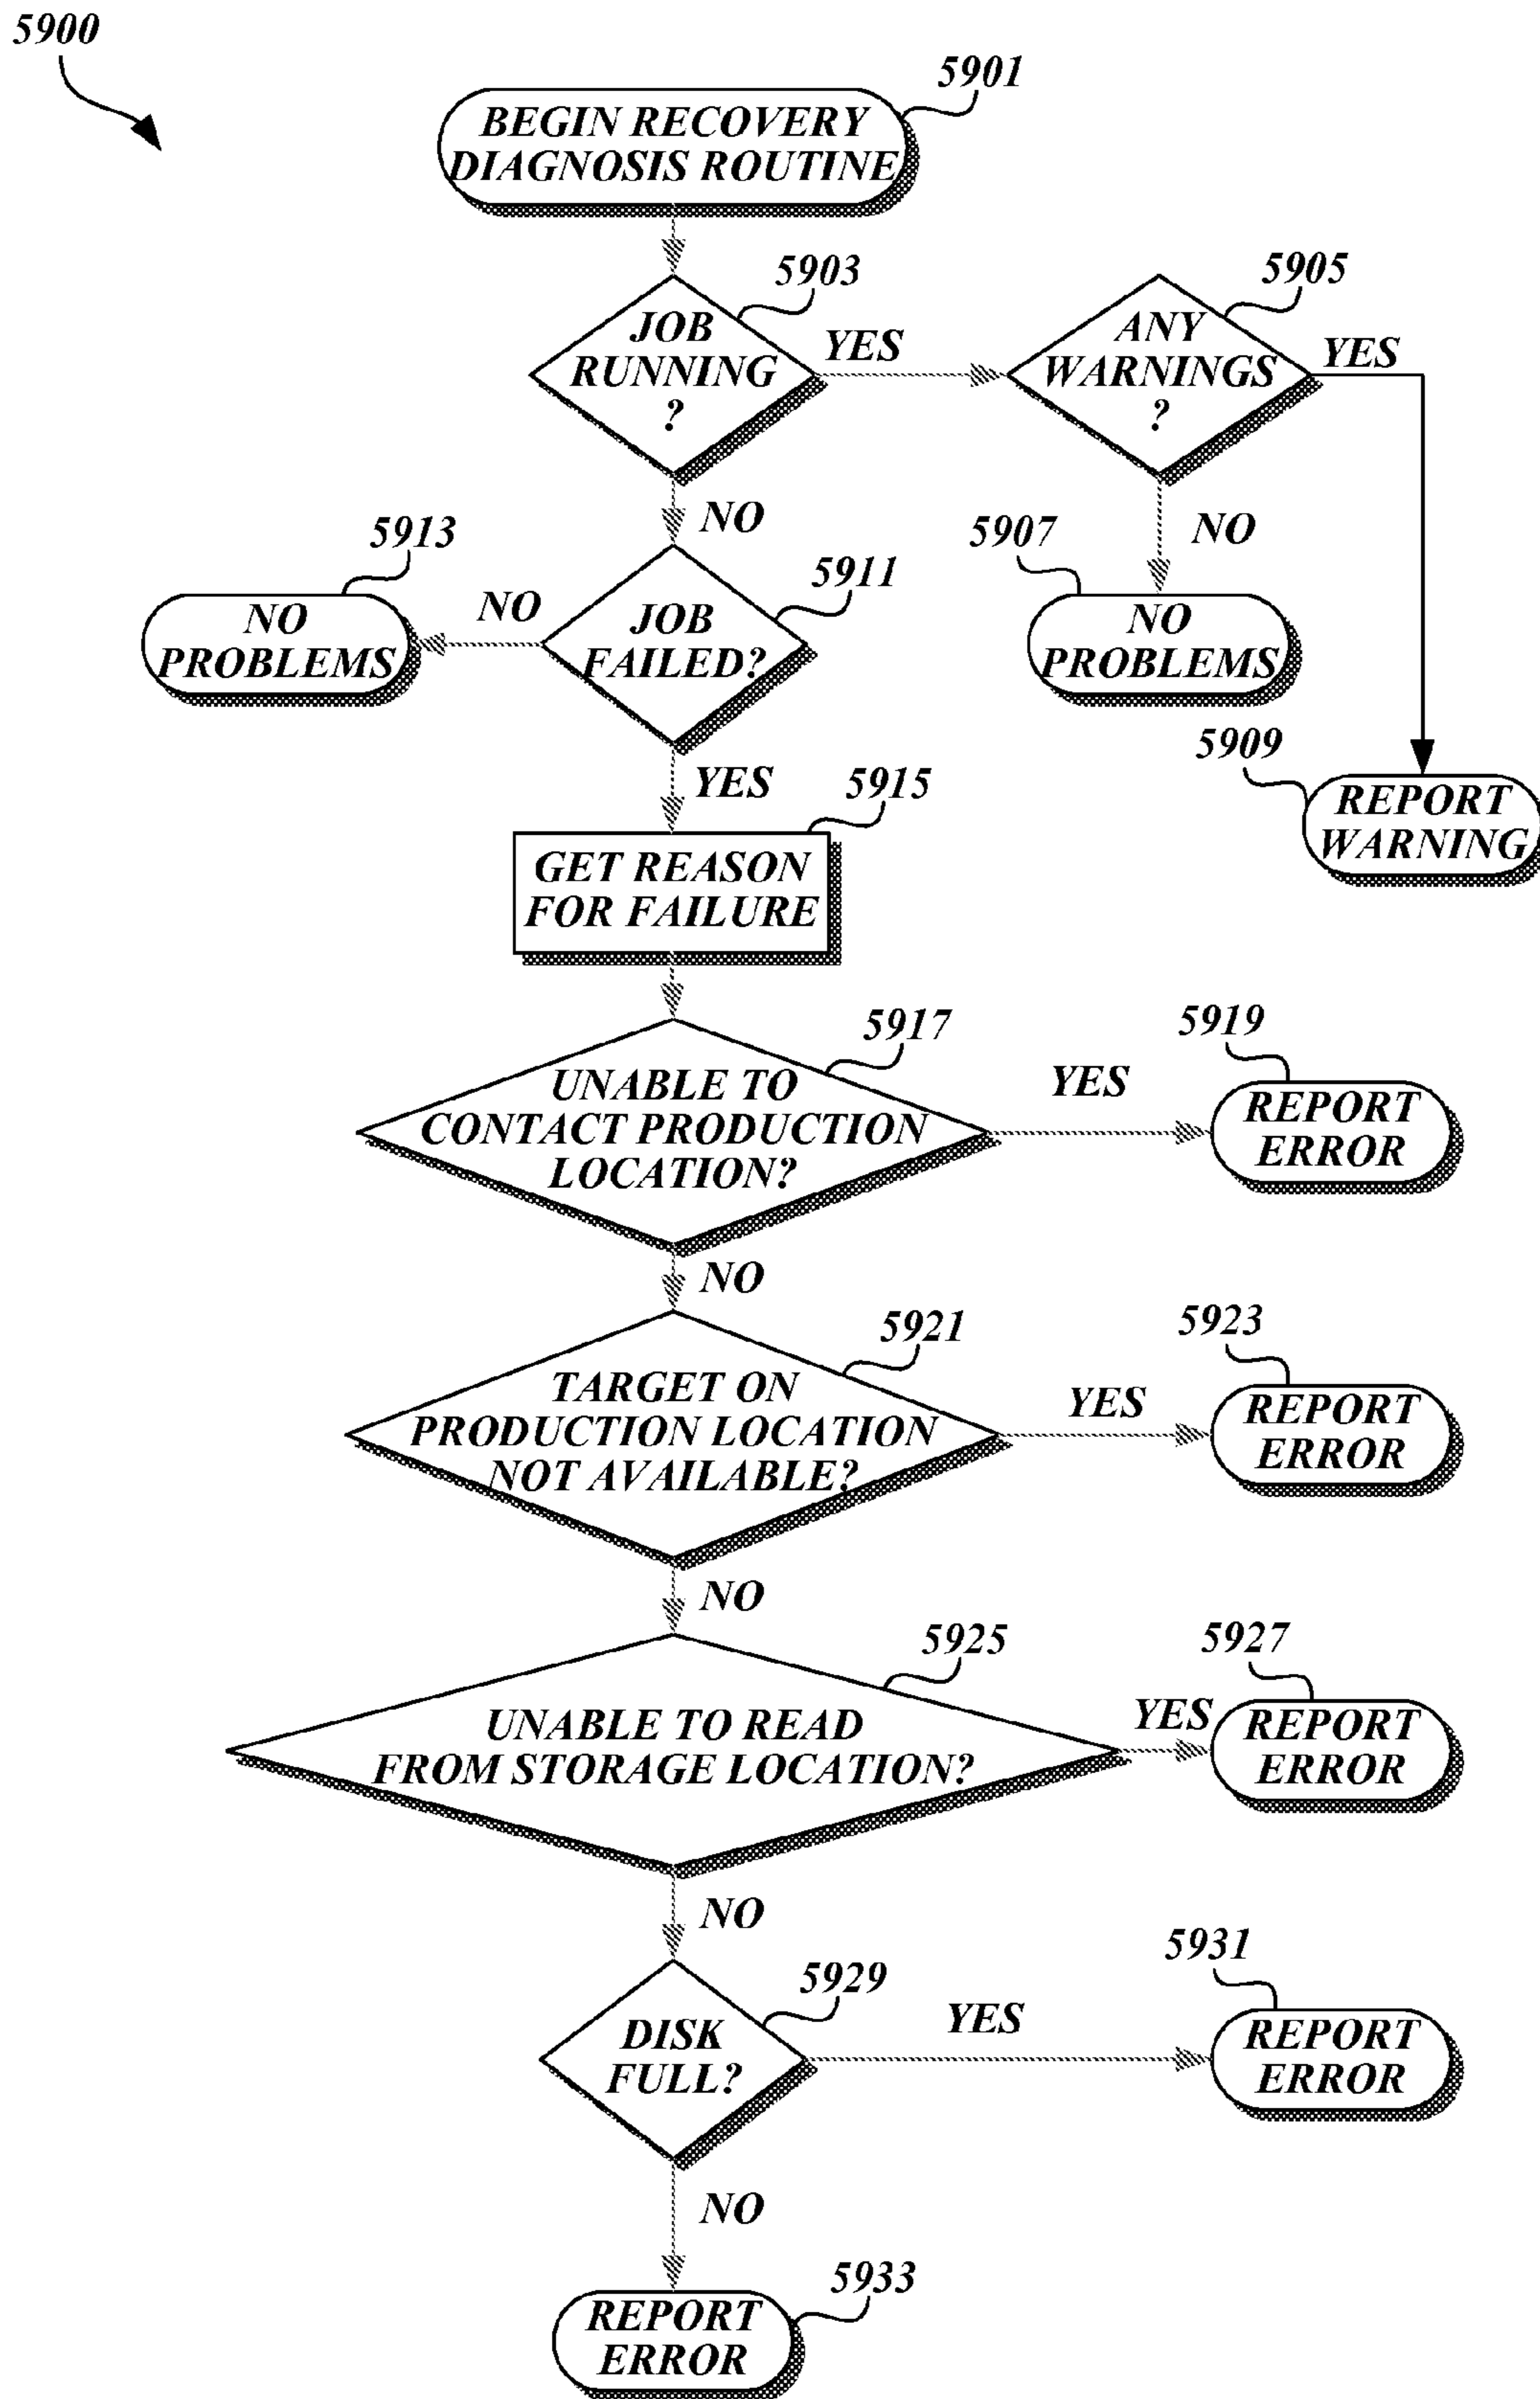 5900
5901
BEGIN RECOVERY
DIAGNOSIS ROUTINE
5903
JOB
RUNNING
?
YES
5905
ANY
WARNINGS
?
YES
NO
NO
5913
NO
PROBLEMS
NO
5911
JOB
FAILED?
5907
NO
PROBLEMS
5909
REPORT
WARNING
YES
5915
GET REASON
FOR FAILURE
5917
UNABLE TO
CONTACT PRODUCTION
LOCATION?
YES
5919
REPORT
ERROR
NO
5921
TARGET ON
PRODUCTION LOCATION
NOT AVAILABLE?
YES
5923
REPORT
ERROR
NO
5925
UNABLE TO READ
FROM STORAGE LOCATION?
YES
5927
REPORT
ERROR
NO
5929
DISK
FULL?
YES
5931
REPORT
ERROR
NO
5933
REPORT
ERROR